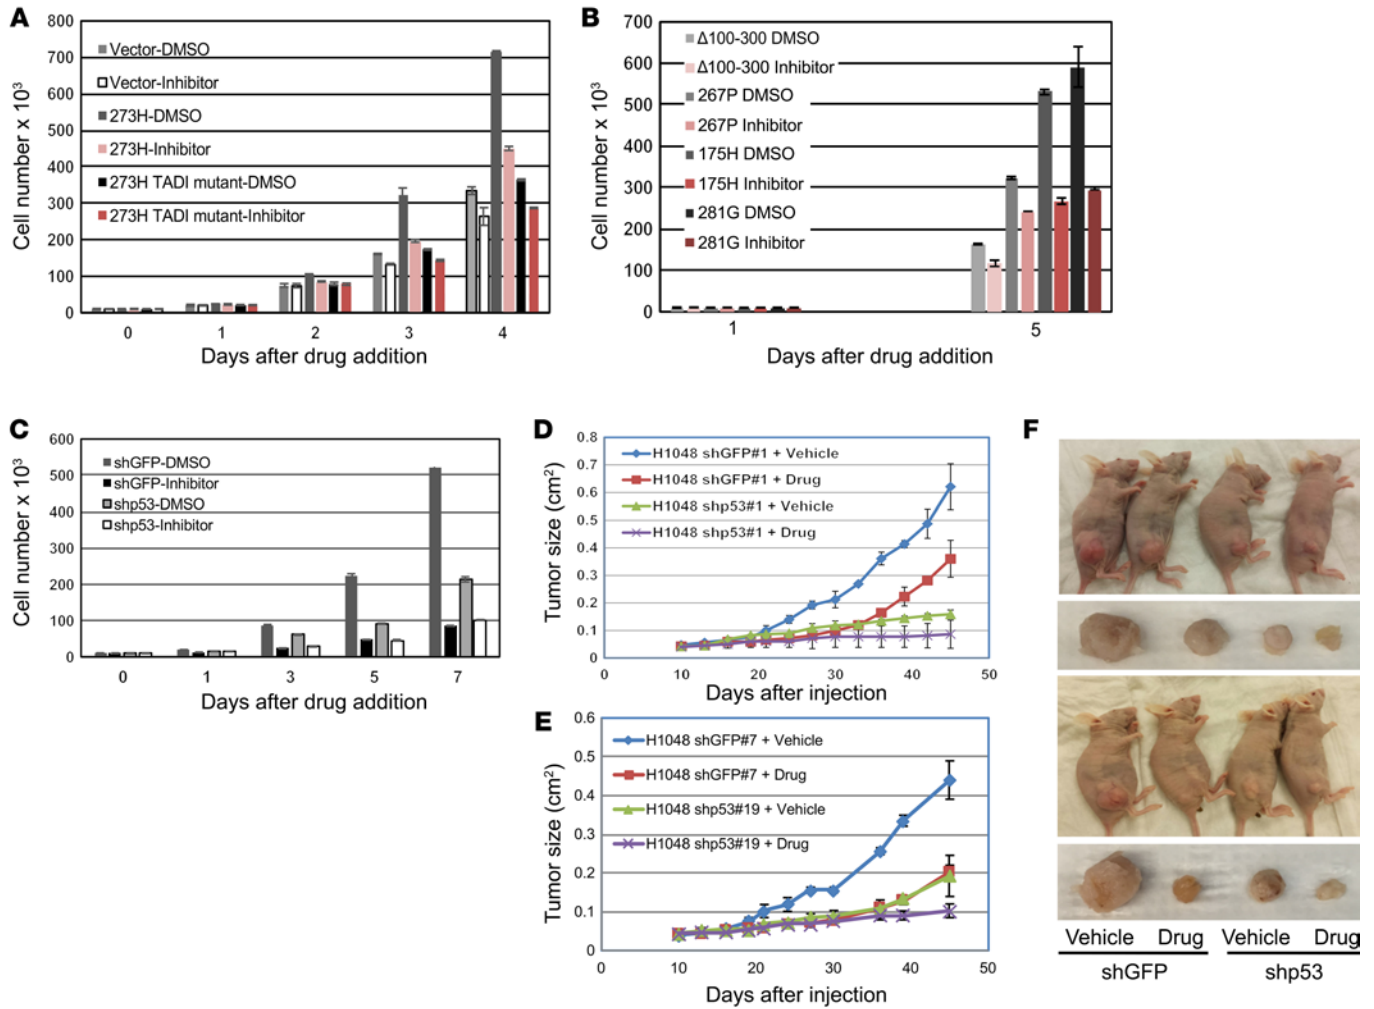 A
Cell number x 10³
800
700
600
500
400
300
200
100
0
Vector-DMSO
Vector-Inhibitor
273H-DMSO
273H-Inhibitor
273H TADI mutant-DMSO
273H TADI mutant-Inhibitor
0 1 2 3 4
Days after drug addition
B
Cell number x 10³
700
600
500
400
300
200
100
0
Δ100-300 DMSO
Δ100-300 Inhibitor
267P DMSO
267P Inhibitor
175H DMSO
175H Inhibitor
281G DMSO
281G Inhibitor
1 5
Days after drug addition
C
Cell number x 10³
600
500
400
300
200
100
0
shGFP-DMSO
shGFP-Inhibitor
shp53-DMSO
shp53-Inhibitor
0 1 3 5 7
Days after drug addition
D
Tumor size (cm²)
0.8
0.7
0.6
0.5
0.4
0.3
0.2
0.1
0
H1048 shGFP#1 + Vehicle
H1048 shGFP#1 + Drug
H1048 shp53#1 + Vehicle
H1048 shp53#1 + Drug
0 10 20 30 40 50
Days after injection
E
Tumor size (cm²)
0.6
0.5
0.4
0.3
0.2
0.1
0
H1048 shGFP#7 + Vehicle
H1048 shGFP#7 + Drug
H1048 shp53#19 + Vehicle
H1048 shp53#19 + Drug
0 10 20 30 40 50
Days after injection
F
Vehicle Drug Vehicle Drug
shGFP shp53